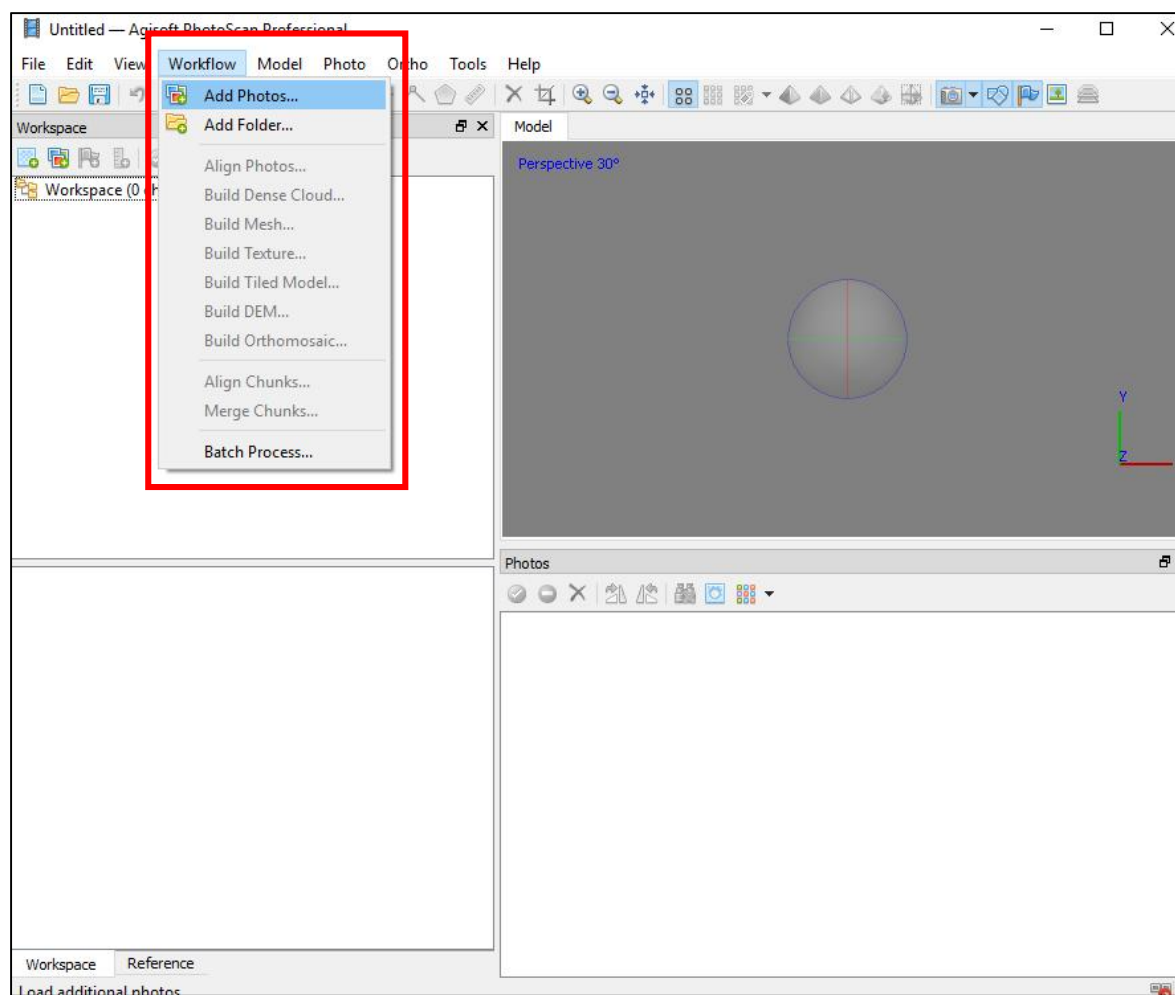 Untitled — Agisoft PhotoScan Professional
File Edit View Workflow Model Photo Ortho Tools Help
Workspace
Model
Add Photos...
Add Folder...
Align Photos...
Build Dense Cloud...
Build Mesh...
Build Texture...
Build Tiled Model...
Build DEM...
Build Orthomosaic...
Align Chunks...
Merge Chunks...
Batch Process...
Workspace (0 ch
Perspective 30°
Y
Z
Photos
Workspace Reference
Load additional photos